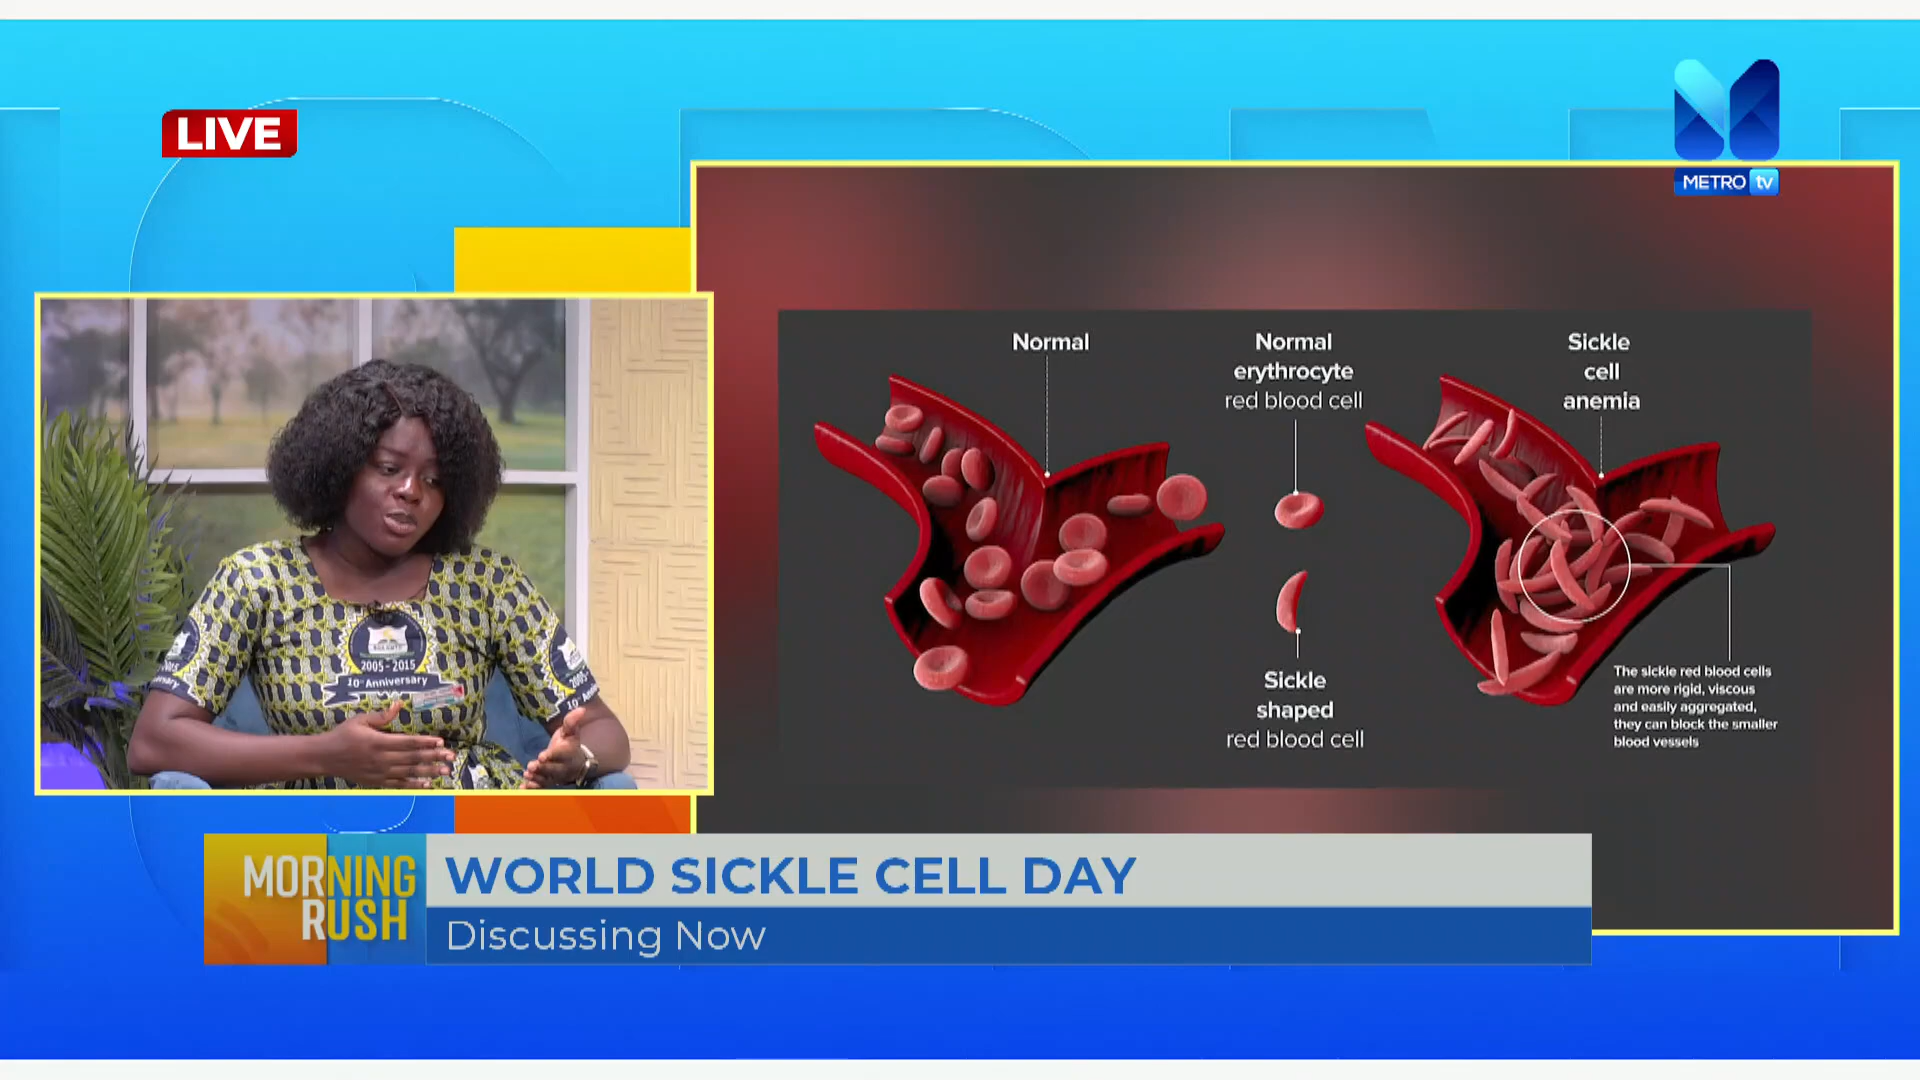 LIVE
METRO tv
Normal
Normal
erythrocyte
red blood cell
Sickle
cell
anemia
Sickle
shaped
red blood cell
The sickle red blood cells
are more rigid, viscous
and easily aggregated,
they can block the smaller
blood vessels
2005 - 2015
10th Anniversary
MORNING
RUSH
WORLD SICKLE CELL DAY
Discussing Now